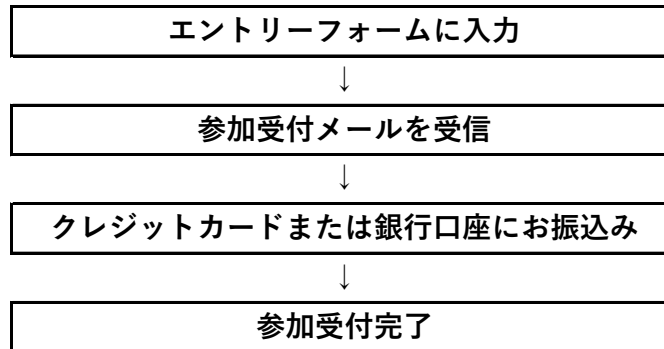 エントリーフォームに入力
↓
参加受付メールを受信
↓
クレジットカードまたは銀行口座にお振込み
↓
参加受付完了